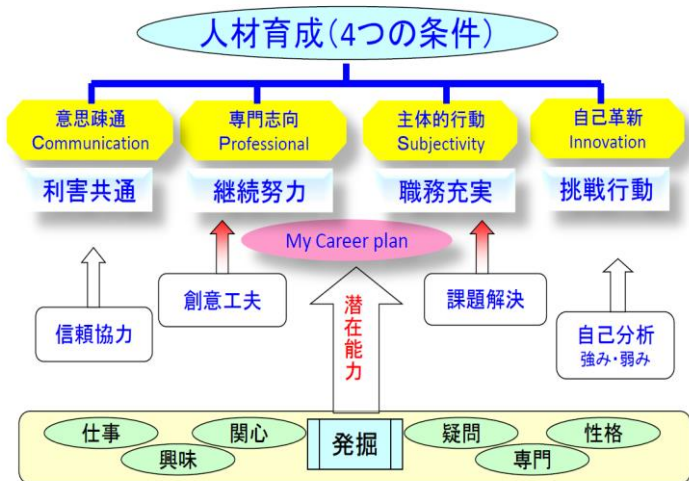 人材育成（4つの条件）
意思疎通
Communication
専門志向
Professional
主体的行動
Subjectivity
自己革新
Innovation
利害共通
継続努力
職務充実
挑戦行動
My Career plan
信頼協力
創意工夫
潜在能力
課題解決
自己分析
強み・弱み
仕事
興味
関心
発掘
疑問
専門
性格